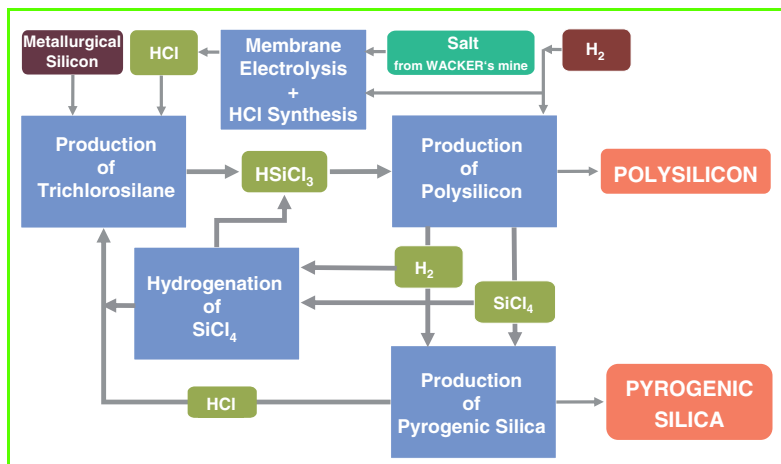 Metallurgical
Silicon
HCl
Membrane
Electrolysis
+
HCl Synthesis
Salt
from WACKER's mine
H₂
Production
of
Trichlorosilane
HSiCl₃
Production
of
Polysilicon
POLYSILICON
Hydrogenation
of
SiCl₄
H₂
SiCl₄
HCl
Production
of
Pyrogenic Silica
PYROGENIC
SILICA